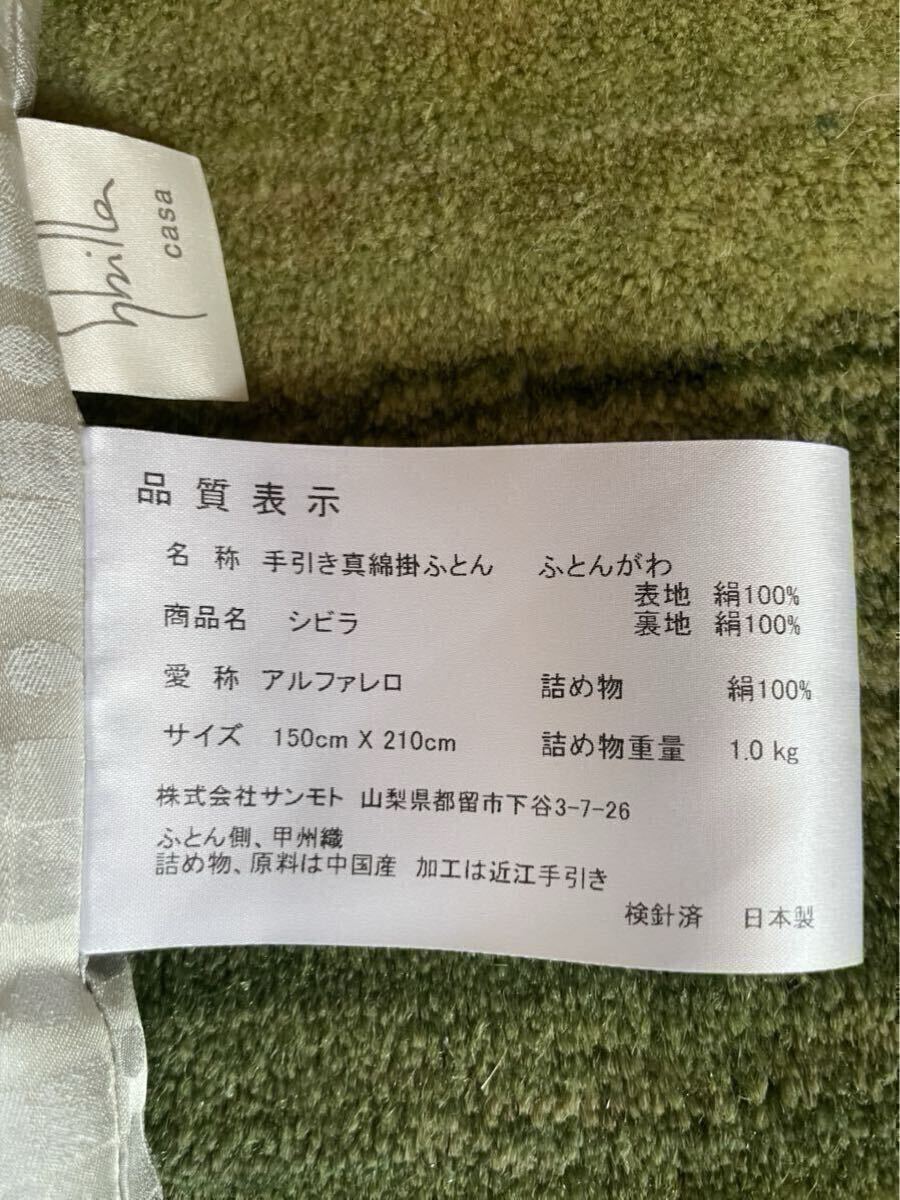 Sybilla
casa
品質表示
名称 手引き真綿掛ふとん ふとんがわ
表地 絹100%
商品名 シビラ 裏地 絹100%
愛称 アルファレロ 詰め物 絹100%
サイズ 150cm X 210cm 詰め物重量 1.0 kg
株式会社サンモト 山梨県都留市下谷3-7-26
ふとん側、甲州織
詰め物、原料は中国産 加工は近江手引き
検針済 日本製